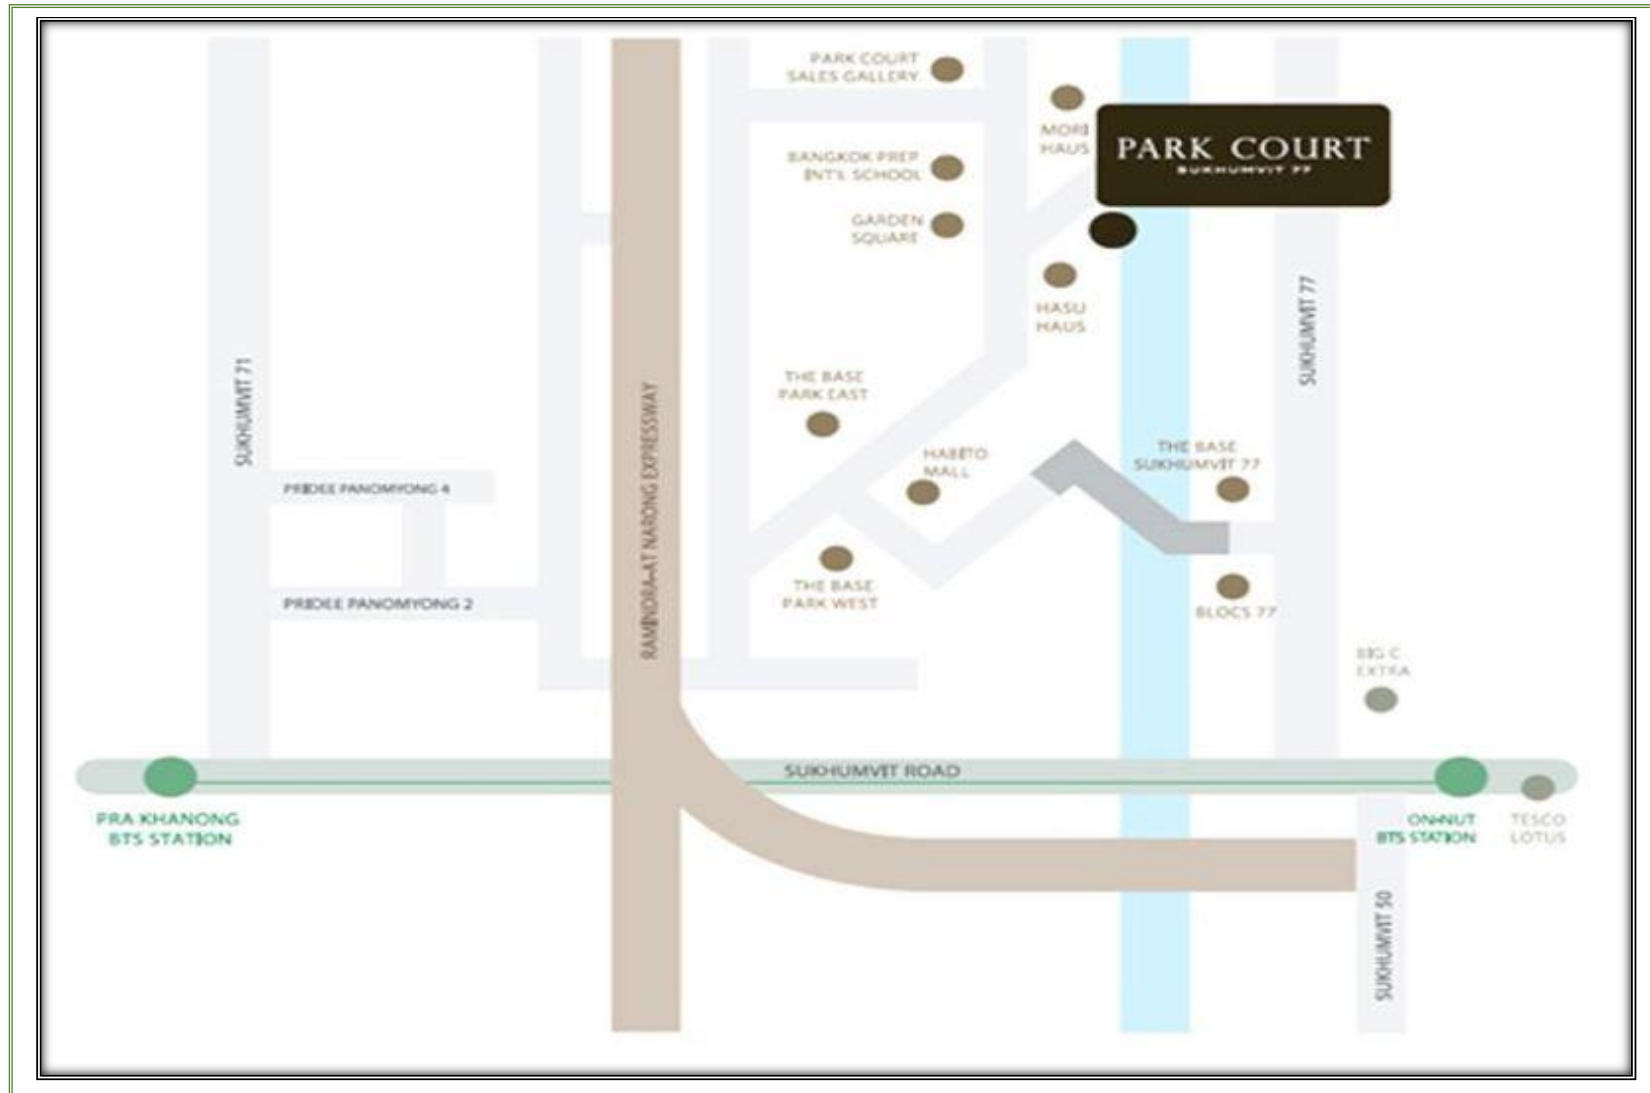 PARK COURT
SALES GALLERY
MORI
HAUS
PARK COURT
SUKHUMVIT 77
BANGKOK PREP
INT'L SCHOOL
GARDEN
SQUARE
HASU
HAUS
SUKHUMVIT 77
SUKHUMVIT 71
THE BASE
PARK EAST
RAMINDRA-AT NARONG EXPRESSWAY
HABITO
MALL
THE BASE
SUKHUMVIT 77
PRIDEE PANOMYONG 4
THE BASE
PARK WEST
PRIDEE PANOMYONG 2
BLOCS 77
BIG C
EXTRA
SUKHUMVIT ROAD
PRA KHANONG
BTS STATION
ON-NUT
BTS STATION
TESCO
LOTUS
SUKHUMVIT 50